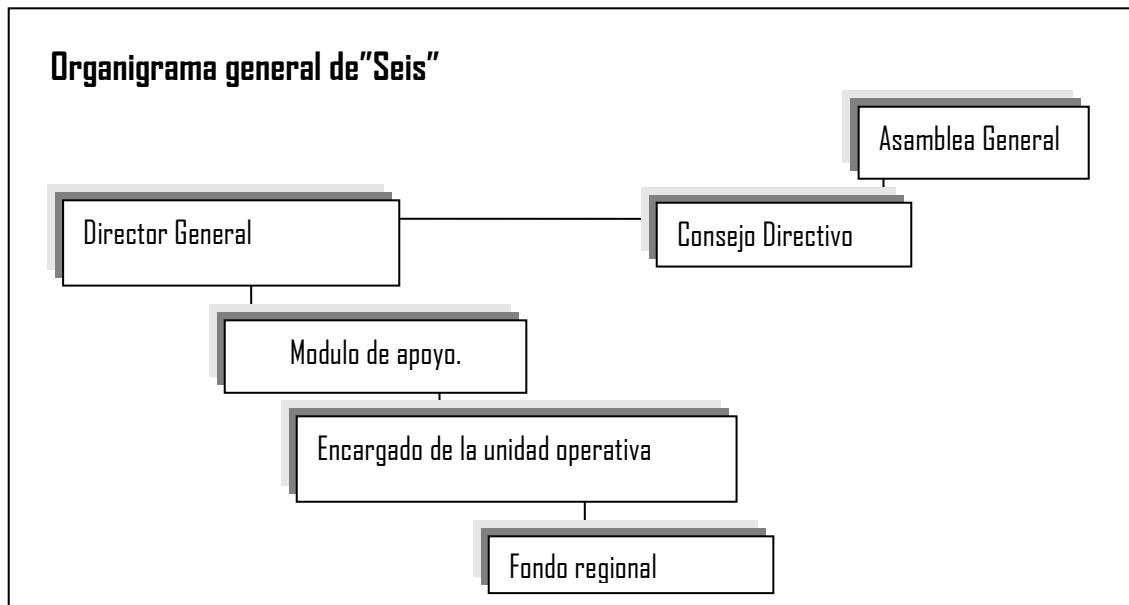 Organigrama general de"Seis"
Asamblea General
Director General
Consejo Directivo
Modulo de apoyo.
Encargado de la unidad operativa
Fondo regional